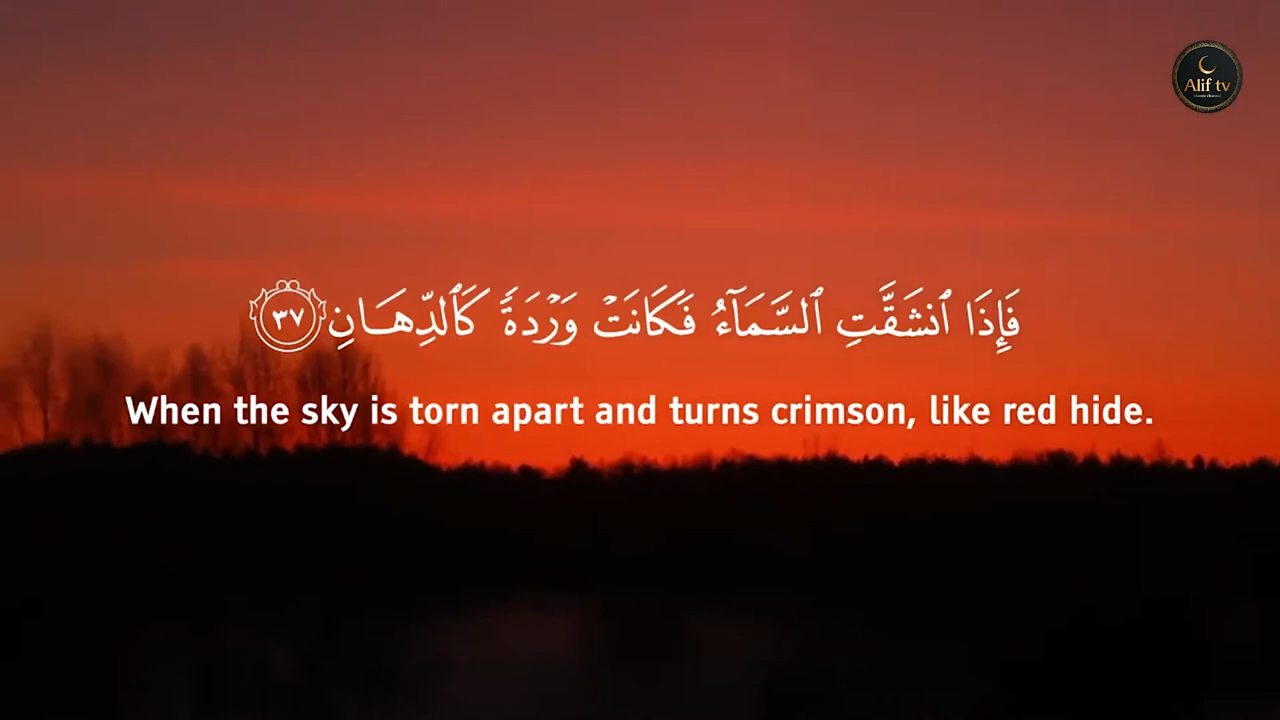 Alif tv
فَإِذَا ٱنشَقَّتِ ٱلسَّمَآءُ فَكَانَتْ وَرْدَةً كَٱلدِّهَـانِ ٣٧
When the sky is torn apart and turns crimson, like red hide.